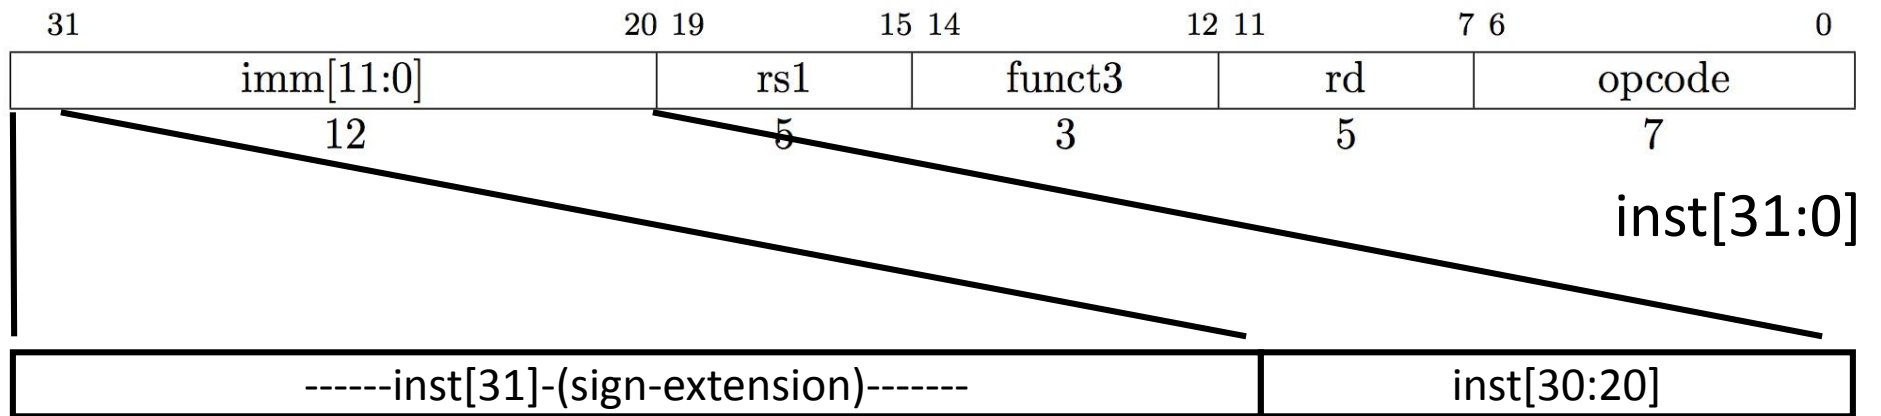 31 20 19 15 14 12 11 7 6 0
imm[11:0] rs1 funct3 rd opcode
12 5 3 5 7
inst[31:0]
------inst[31]-(sign-extension)------- inst[30:20]